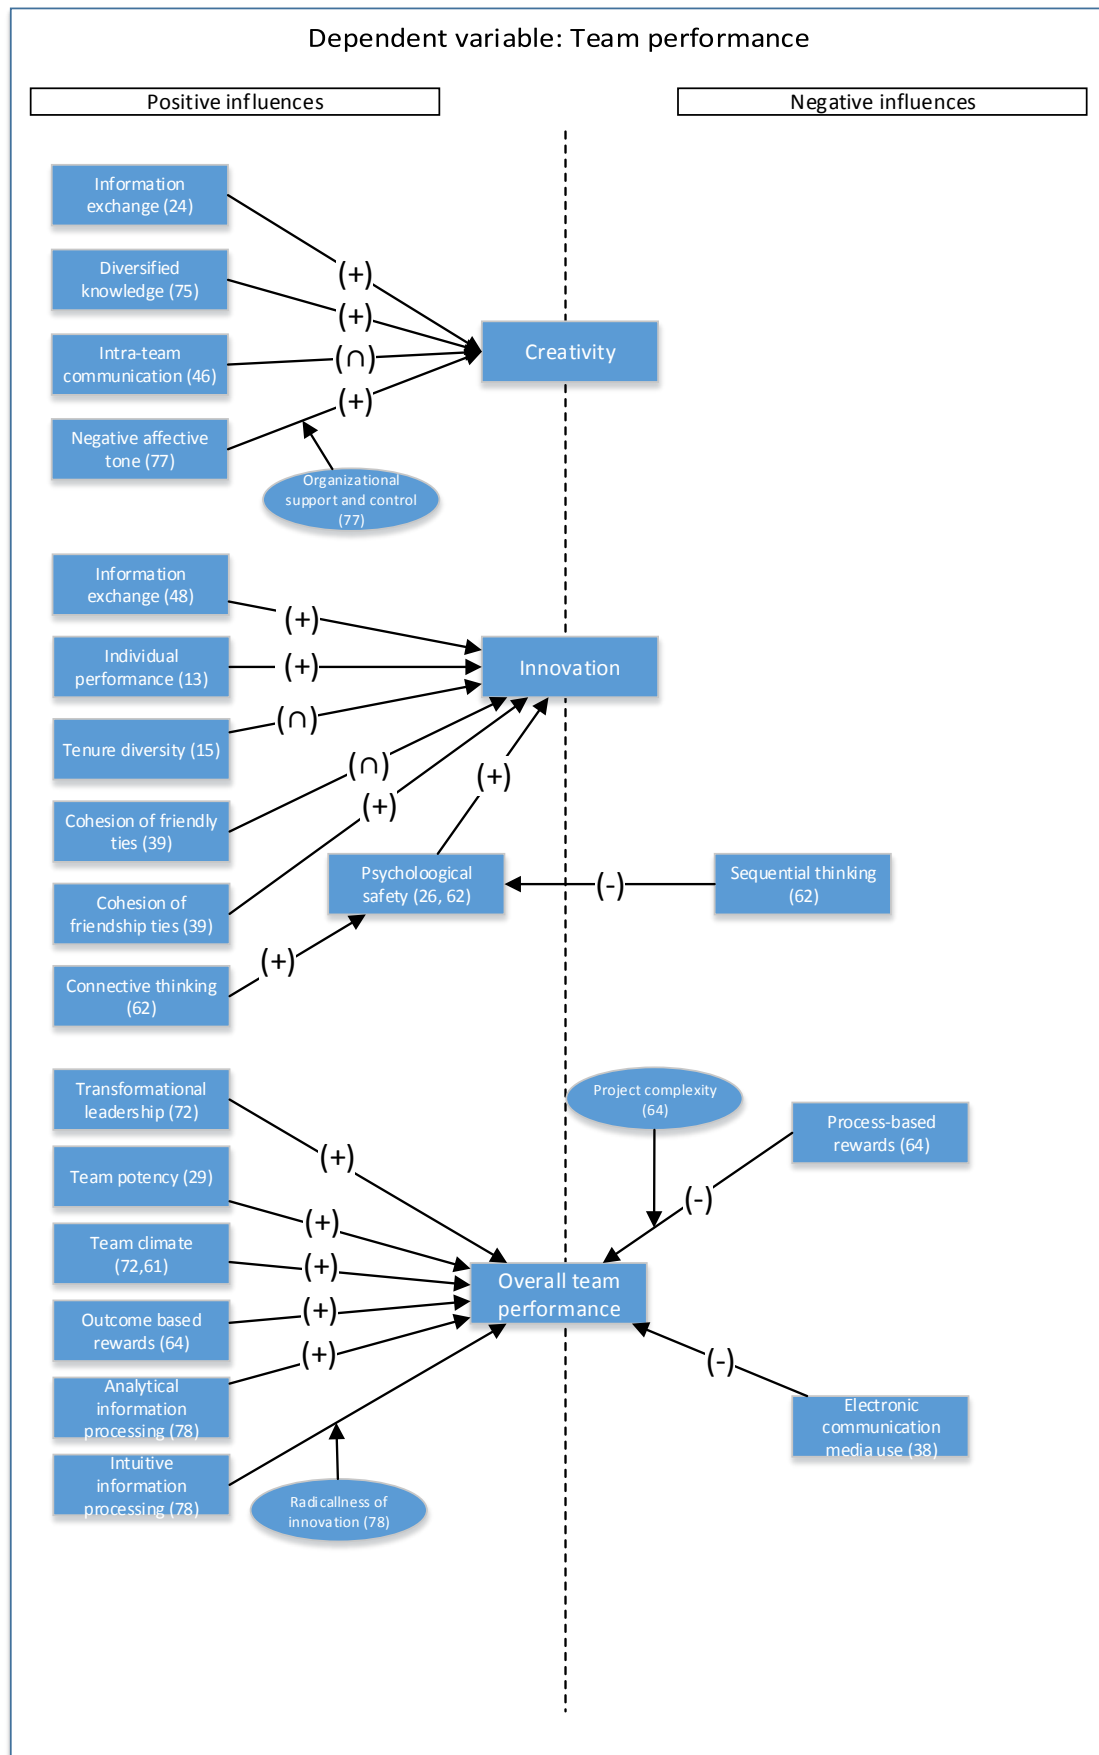 Dependent variable: Team performance
Positive influences
Negative influences
Information
exchange (24)
(+)
Diversified
knowledge (75)
(+)
Intra-team
communication (46)
(∩)
Creativity
Negative affective
tone (77)
(+)
Organizational
support and control
(77)
Information
exchange (48)
(+)
Individual
performance (13)
(+)
Innovation
Tenure diversity (15)
(∩)
Cohesion of friendly
ties (39)
(∩)
(+)
(+)
Psycholoogical
safety (26, 62)
(-)
Sequential thinking
(62)
Cohesion of
friendship ties (39)
(+)
Connective thinking
(62)
Transformational
leadership (72)
(+)
Project complexity
(64)
Process-based
rewards (64)
(-)
Team potency (29)
(+)
Team climate
(72,61)
(+)
Overall team
performance
Outcome based
rewards (64)
(+)
(-)
Analytical
information
processing (78)
(+)
Electronic
communication
media use (38)
Intuitive
information
processing (78)
Radicallness of
innovation (78)